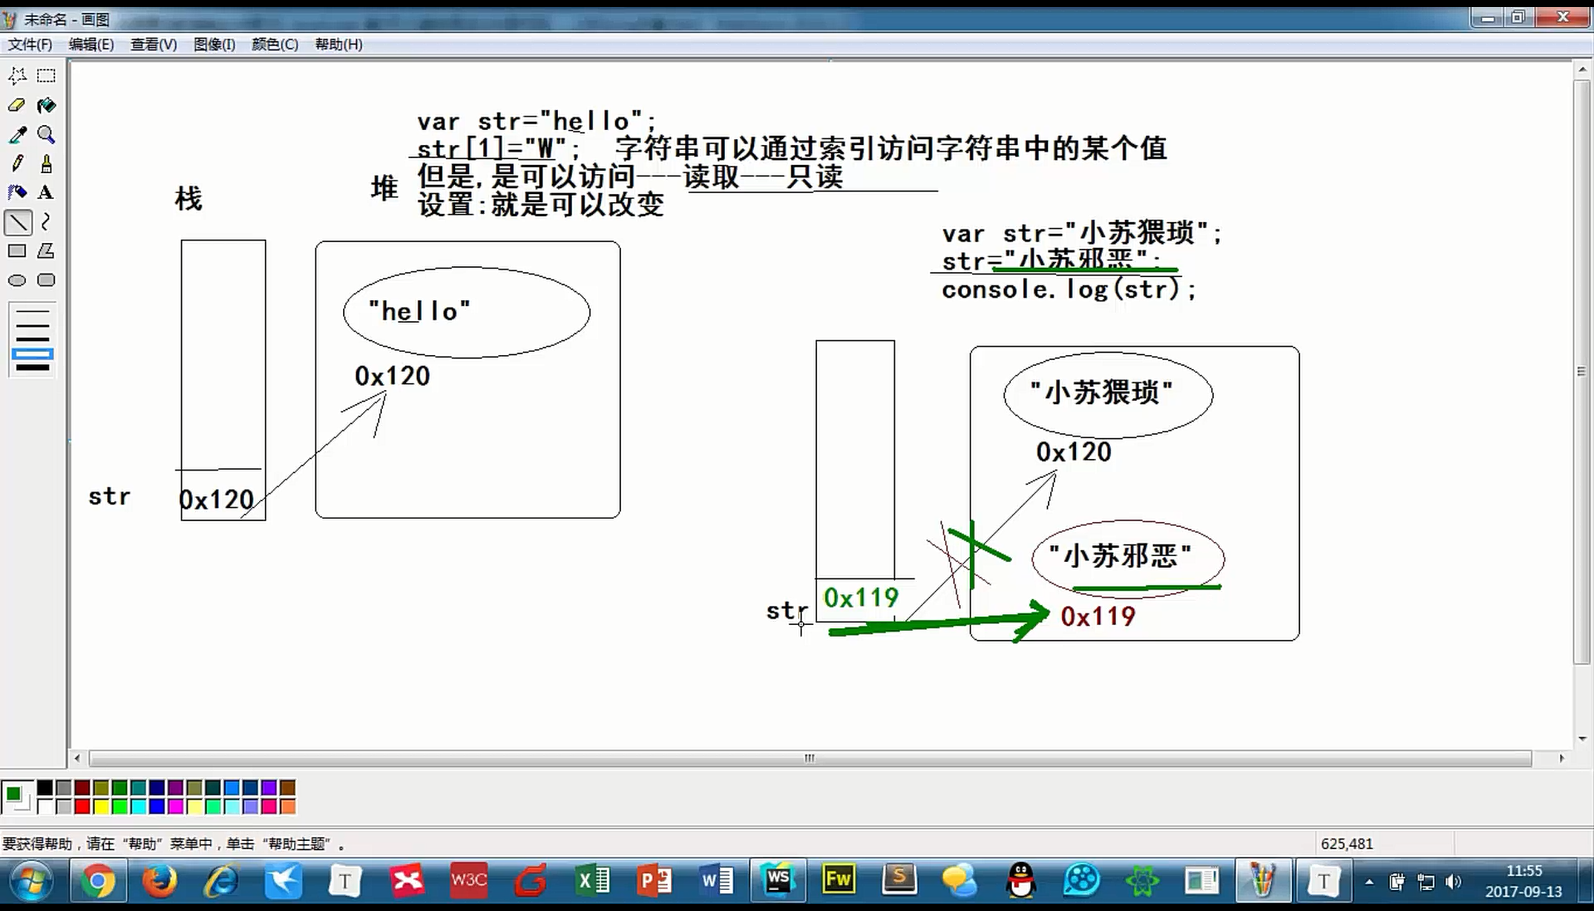 未命名 - 画图
文件(F) 编辑(E) 查看(V) 图像(I) 颜色(C) 帮助(H)
var str="hello";
str[1]="W"; 字符串可以通过索引访问字符串中的某个值
但是,是可以访问---读取---只读
设置:就是可以改变
栈
堆
"hello"
0x120
str
0x120
var str="小苏猥琐";
str="小苏邪恶";
console.log(str);
"小苏猥琐"
0x120
"小苏邪恶"
0x119
str
0x119
要获得帮助，请在“帮助”菜单中，单击“帮助主题”。
625,481
W3C
WS
Fw
T
11:55
2017-09-13